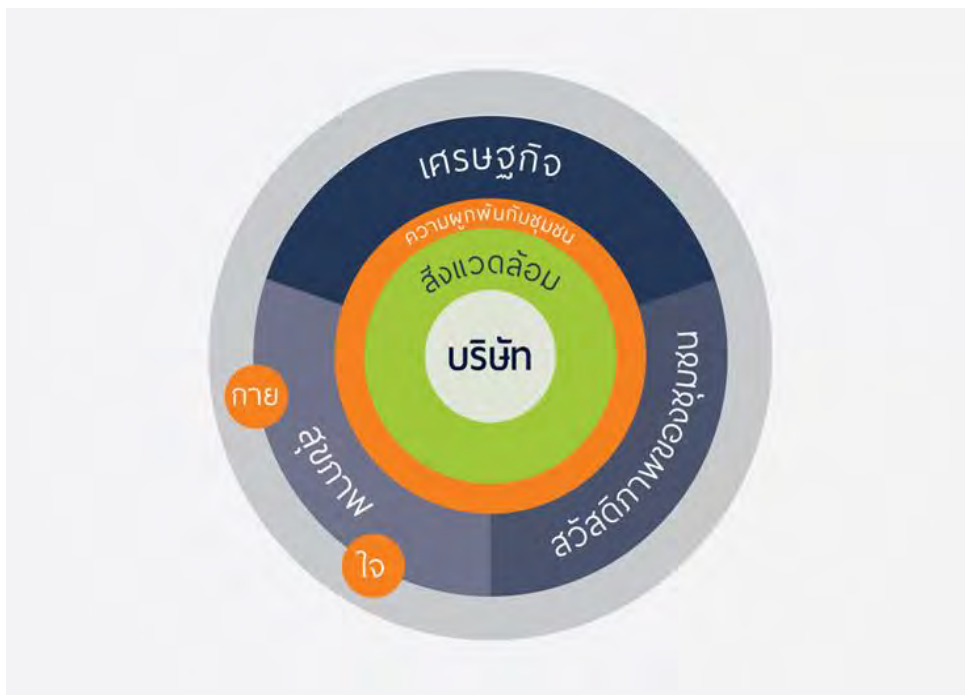 เศรษฐกิจ
ความผูกพันกับชุมชน
สิ่งแวดล้อม
บริษัท
กาย
สุขภาพ
ใจ
สวัสดิภาพของชุมชน